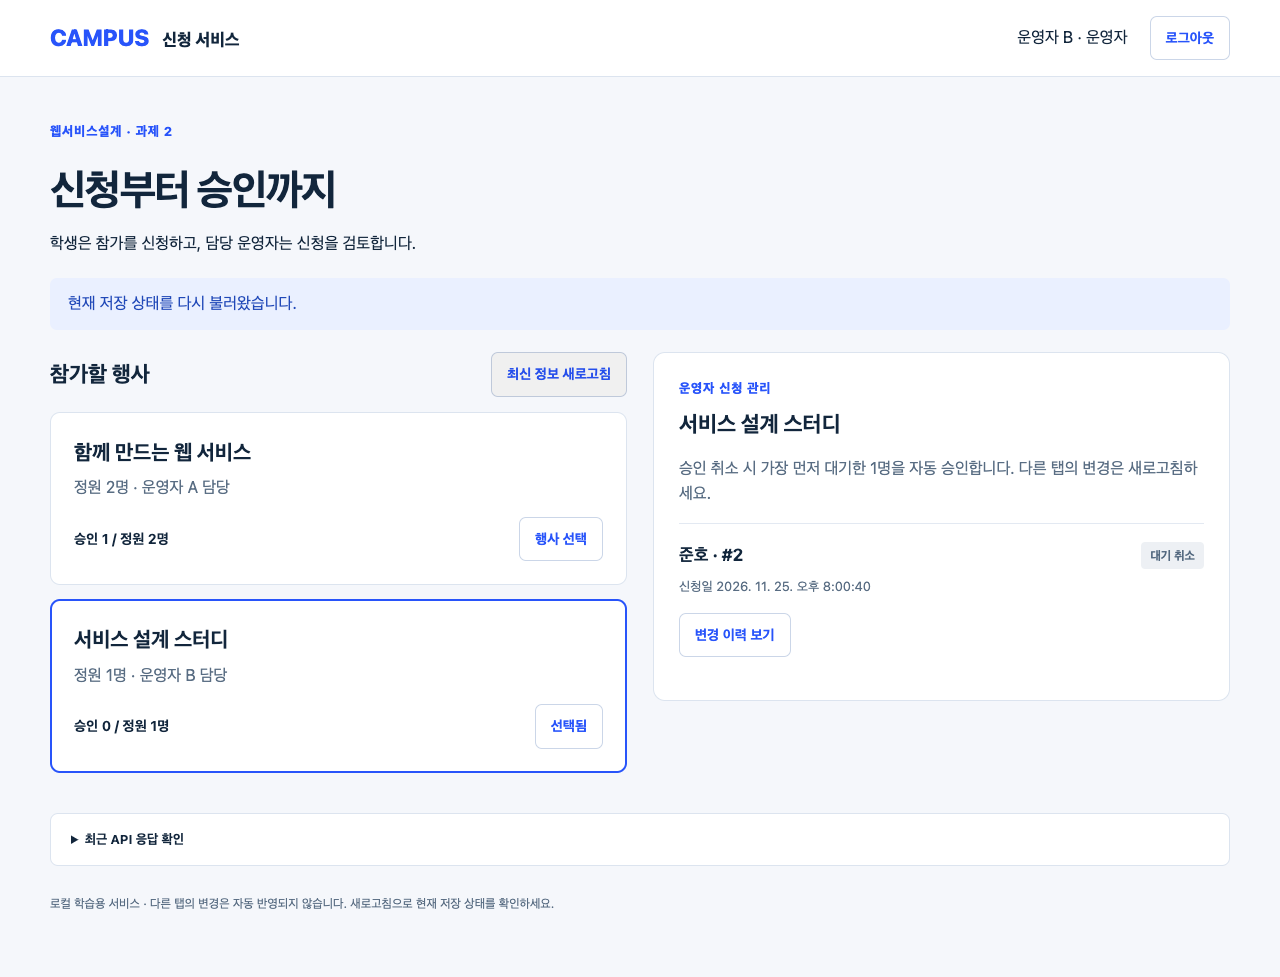 CAMPUS 신청 서비스
운영자 B · 운영자
로그아웃
웹서비스설계 · 과제 2
신청부터 승인까지
학생은 참가를 신청하고, 담당 운영자는 신청을 검토합니다.
현재 저장 상태를 다시 불러왔습니다.
참가할 행사
최신 정보 새로고침
함께 만드는 웹 서비스
정원 2명 · 운영자 A 담당
승인 1 / 정원 2명
행사 선택
서비스 설계 스터디
정원 1명 · 운영자 B 담당
승인 0 / 정원 1명
선택됨
운영자 신청 관리
서비스 설계 스터디
승인 취소 시 가장 먼저 대기한 1명을 자동 승인합니다. 다른 탭의 변경은 새로고침하
세요.
준호 · #2
대기 취소
신청일 2026. 11. 25. 오후 8:00:40
변경 이력 보기
▶ 최근 API 응답 확인
로컬 학습용 서비스 · 다른 탭의 변경은 자동 반영되지 않습니다. 새로고침으로 현재 저장 상태를 확인하세요.